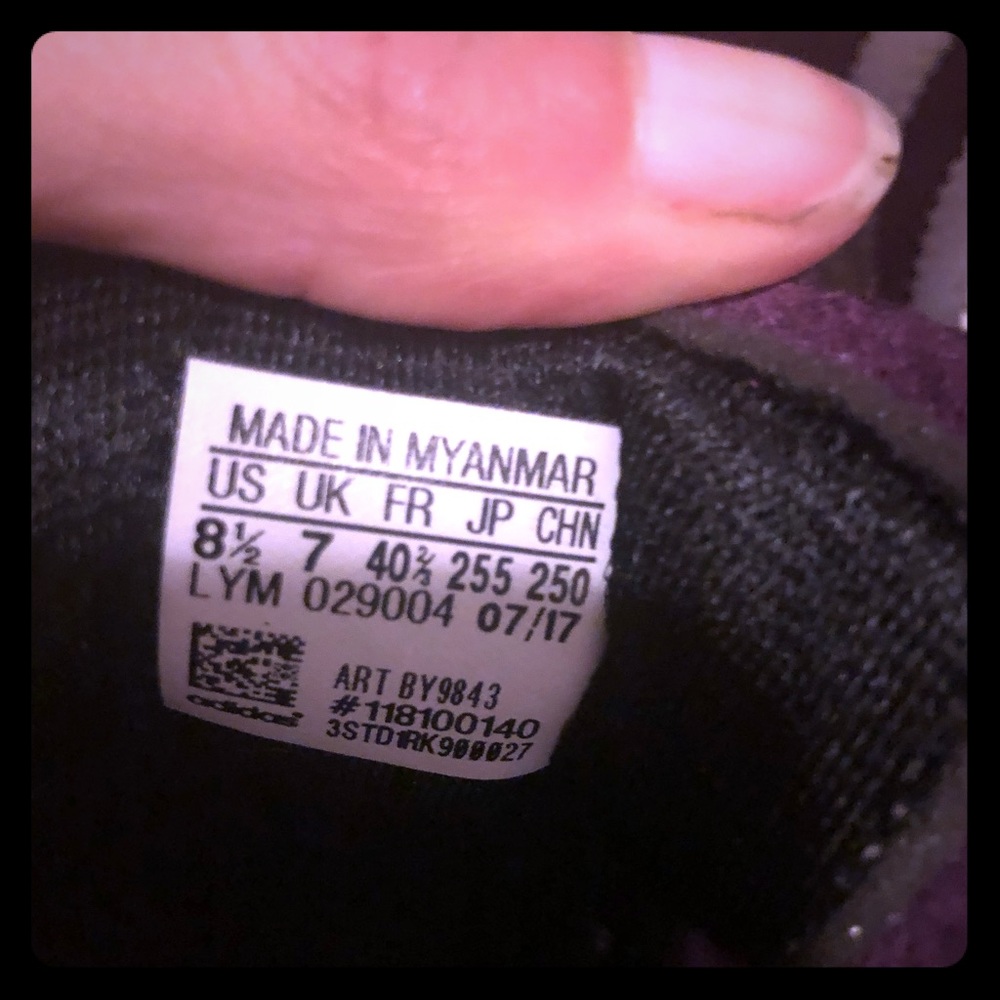 MADE IN MYANMAR
US UK FR JP CHN
8½ 7 40⅔ 255 250
LYM 029004 07/17
ART BY9843
#118100140
adidas
3STD1RK900027